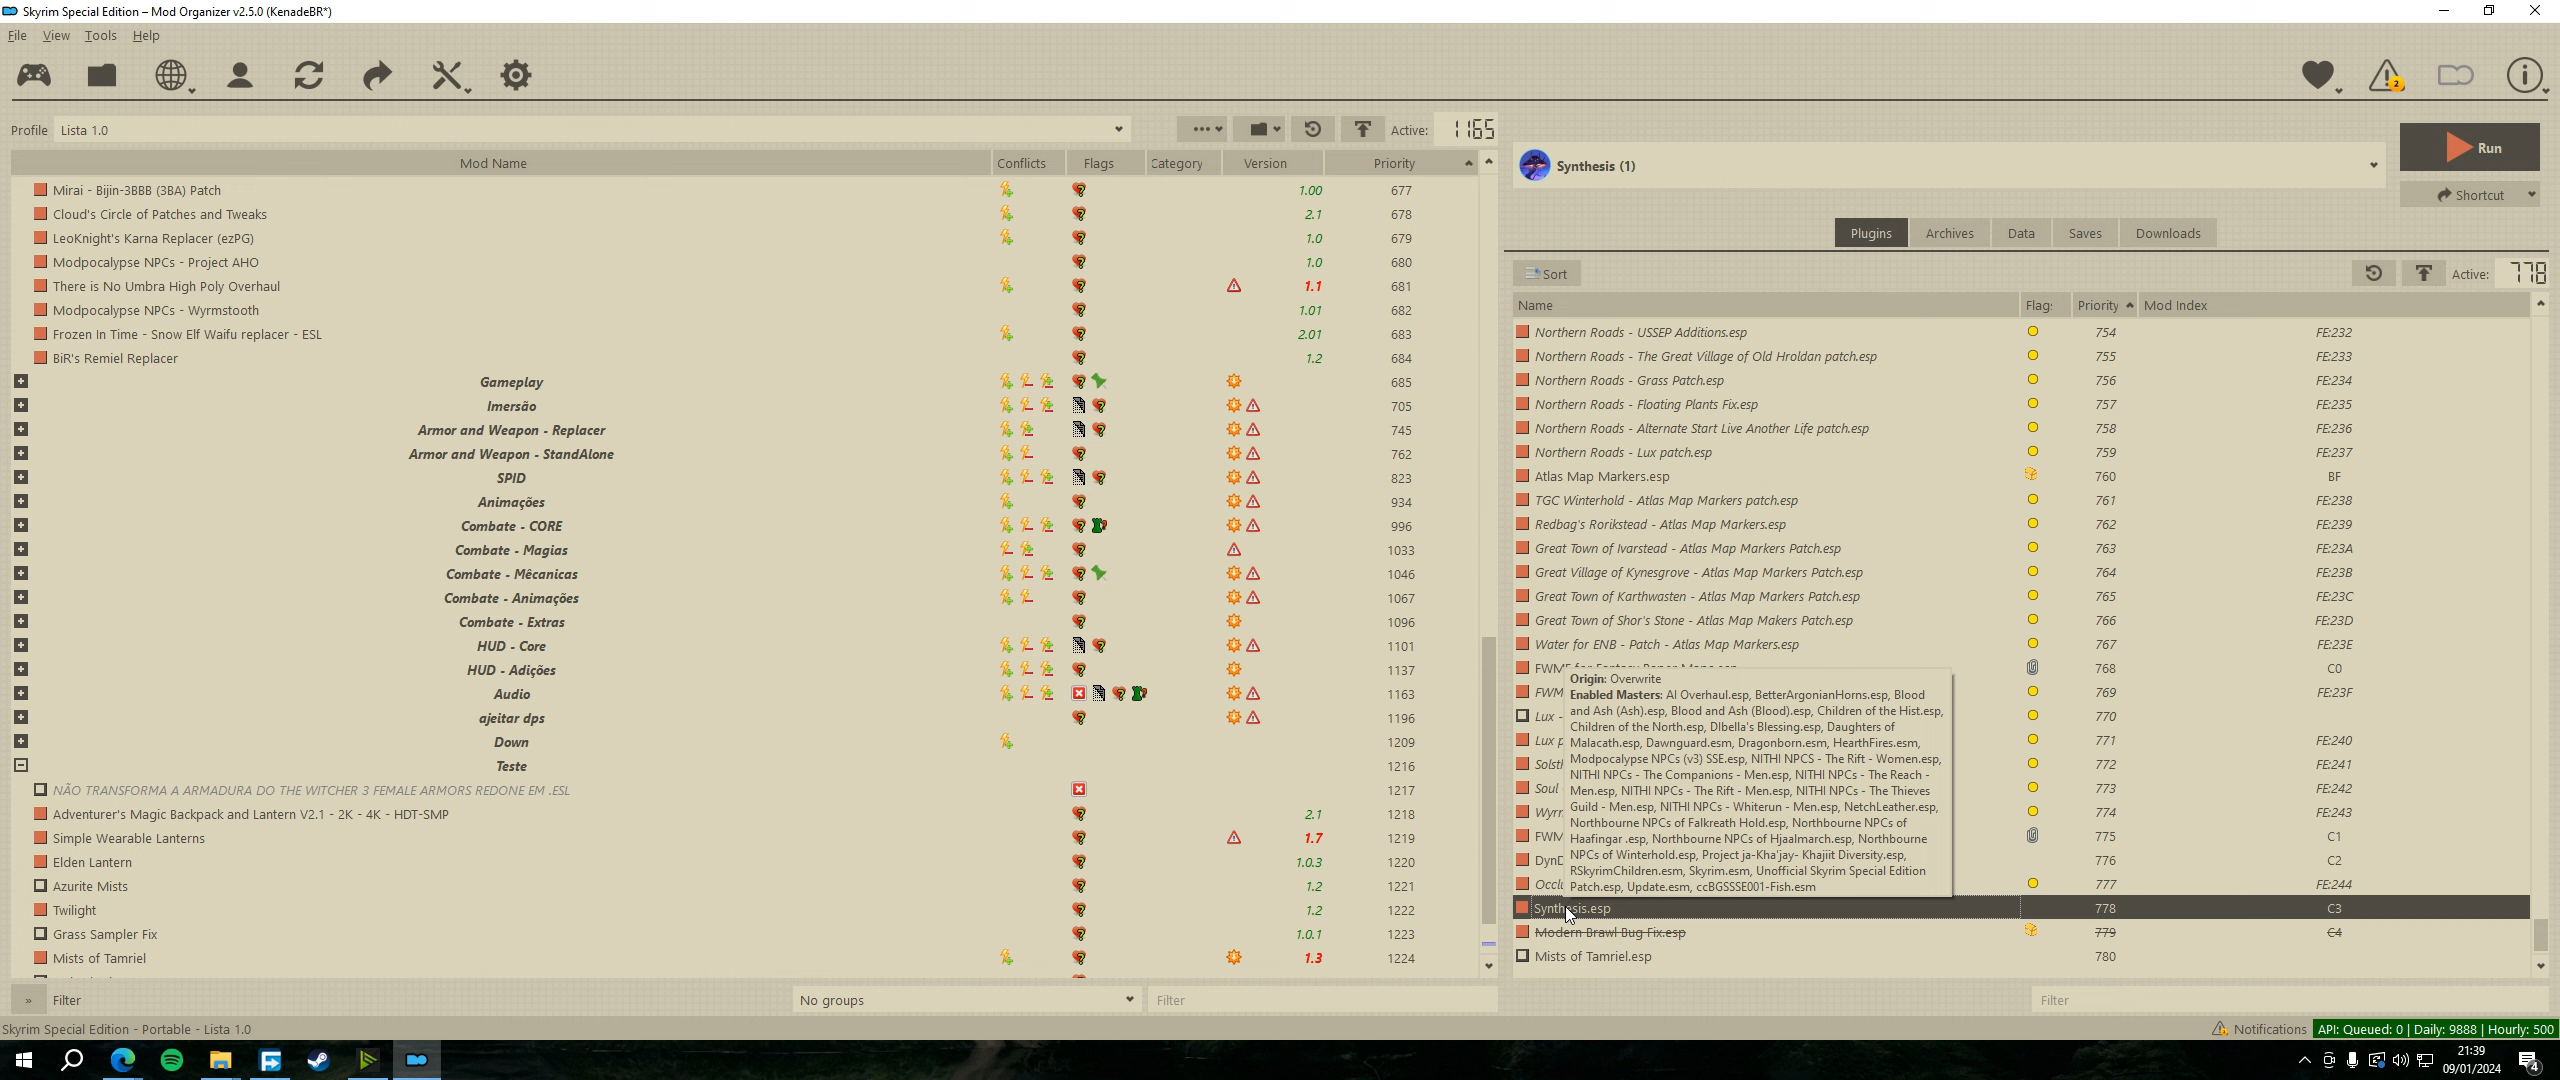 Skyrim Special Edition – Mod Organizer v2.5.0 (KenadeBR*)
File View Tools Help
Profile Lista 1.0 Active: 1165
Mod Name Conflicts Flags Category Version Priority
Mirai - Bijin-3BBB (3BA) Patch 1.00 677
Cloud's Circle of Patches and Tweaks 2.1 678
LeoKnight's Karna Replacer (ezPG) 1.0 679
Modpocalypse NPCs - Project AHO 1.0 680
There is No Umbra High Poly Overhaul 1.1 681
Modpocalypse NPCs - Wyrmstooth 1.01 682
Frozen In Time - Snow Elf Waifu replacer - ESL 2.01 683
BiR's Remiel Replacer 1.2 684
Gameplay 685
Imersão 705
Armor and Weapon - Replacer 745
Armor and Weapon - StandAlone 762
SPID 823
Animações 934
Combate - CORE 996
Combate - Magias 1033
Combate - Mêcanicas 1046
Combate - Animações 1067
Combate - Extras 1096
HUD - Core 1101
HUD - Adições 1137
Audio 1163
ajeitar dps 1196
Down 1209
Teste 1216
NÃO TRANSFORMA A ARMADURA DO THE WITCHER 3 FEMALE ARMORS REDONE EM .ESL 1217
Adventurer's Magic Backpack and Lantern V2.1 - 2K - 4K - HDT-SMP 2.1 1218
Simple Wearable Lanterns 1.7 1219
Elden Lantern 1.0.3 1220
Azurite Mists 1.2 1221
Twilight 1.2 1222
Grass Sampler Fix 1.0.1 1223
Mists of Tamriel 1.3 1224
» Filter No groups Filter
Synthesis (1) Run
Shortcut
Plugins Archives Data Saves Downloads
Sort Active: 778
Name Flags Priority Mod Index
Northern Roads - USSEP Additions.esp 754 FE:232
Northern Roads - The Great Village of Old Hroldan patch.esp 755 FE:233
Northern Roads - Grass Patch.esp 756 FE:234
Northern Roads - Floating Plants Fix.esp 757 FE:235
Northern Roads - Alternate Start Live Another Life patch.esp 758 FE:236
Northern Roads - Lux patch.esp 759 FE:237
Atlas Map Markers.esp 760 BF
TGC Winterhold - Atlas Map Markers patch.esp 761 FE:238
Redbag's Rorikstead - Atlas Map Markers.esp 762 FE:239
Great Town of Ivarstead - Atlas Map Markers Patch.esp 763 FE:23A
Great Village of Kynesgrove - Atlas Map Markers Patch.esp 764 FE:23B
Great Town of Karthwasten - Atlas Map Markers Patch.esp 765 FE:23C
Great Town of Shor's Stone - Atlas Map Makers Patch.esp 766 FE:23D
Water for ENB - Patch - Atlas Map Markers.esp 767 FE:23E
768 C0
FWM 769 FE:23F
Lux - 770
Lux p 771 FE:240
Solsth 772 FE:241
Soul 773 FE:242
Wyrr 774 FE:243
FWM 775 C1
DynD 776 C2
Occlu 777 FE:244
Origin: Overwrite
Enabled Masters: AI Overhaul.esp, BetterArgonianHorns.esp, Blood
and Ash (Ash).esp, Blood and Ash (Blood).esp, Children of the Hist.esp,
Children of the North.esp, DIbella's Blessing.esp, Daughters of
Malacath.esp, Dawnguard.esm, Dragonborn.esm, HearthFires.esm,
Modpocalypse NPCs (v3) SSE.esp, NITHI NPCS - The Rift - Women.esp,
NITHI NPCs - The Companions - Men.esp, NITHI NPCs - The Reach -
Men.esp, NITHI NPCs - The Rift - Men.esp, NITHI NPCs - The Thieves
Guild - Men.esp, NITHI NPCs - Whiterun - Men.esp, NetchLeather.esp,
Northbourne NPCs of Falkreath Hold.esp, Northbourne NPCs of
Haafingar .esp, Northbourne NPCs of Hjaalmarch.esp, Northbourne
NPCs of Winterhold.esp, Project ja-Kha'jay- Khajiit Diversity.esp,
RSkyrimChildren.esm, Skyrim.esm, Unofficial Skyrim Special Edition
Patch.esp, Update.esm, ccBGSSSE001-Fish.esm
Synthesis.esp 778 C3
Modern Brawl Bug Fix.esp 779 C4
Mists of Tamriel.esp 780
Filter
Skyrim Special Edition - Portable - Lista 1.0 Notifications API: Queued: 0 | Daily: 9888 | Hourly: 500
21:39
09/01/2024
4